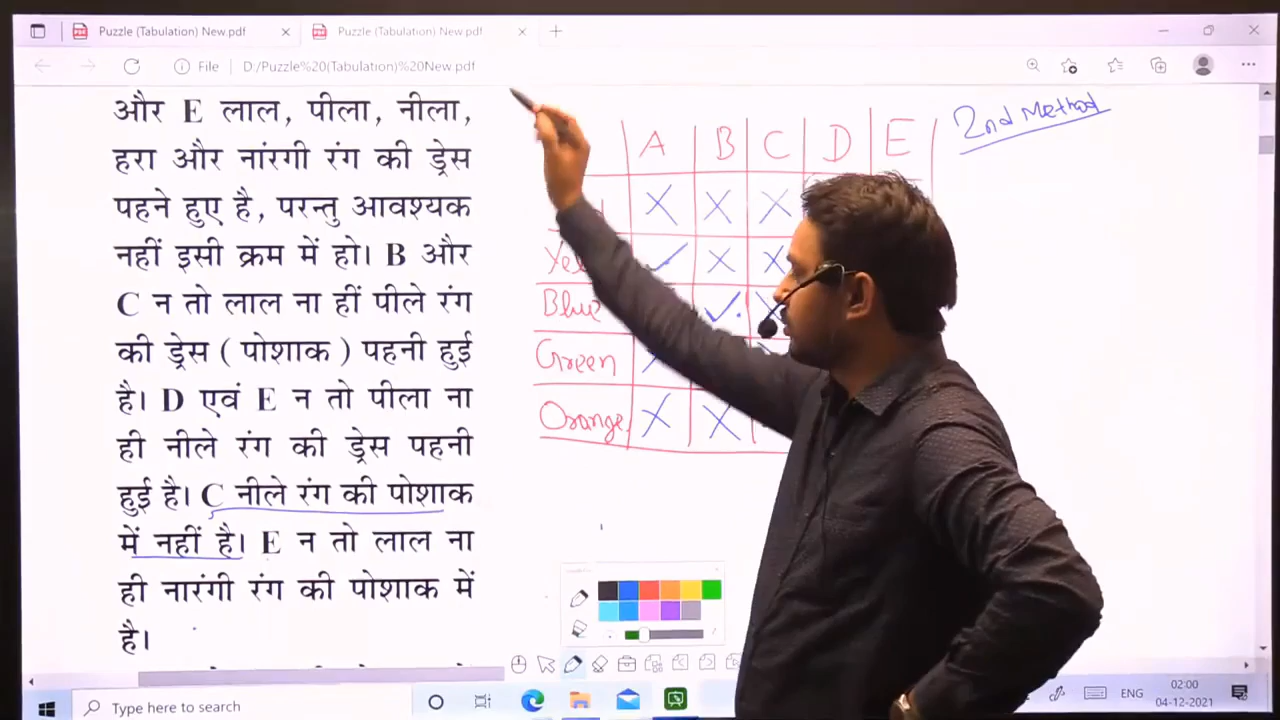 Puzzle (Tabulation) New.pdf
Puzzle (Tabulation) New.pdf
File D:/Puzzle%20(Tabulation)%20New.pdf
और E लाल, पीला, नीला,
हरा और नांरगी रंग की ड्रेस
पहने हुए है, परन्तु आवश्यक
नहीं इसी क्रम में हो। B और
C न तो लाल ना हीं पीले रंग
की ड्रेस ( पोशाक ) पहनी हुई
है। D एवं E न तो पीला ना
ही नीले रंग की ड्रेस पहनी
हुई है। C नीले रंग की पोशाक
में नहीं है। E न तो लाल ना
ही नारंगी रंग की पोशाक में
है।
2nd Method
A B C D E
X X X
✓ X X
Blue ✓. X
Green X
Orange X X
Type here to search
ENG
02:00
04-12-2021